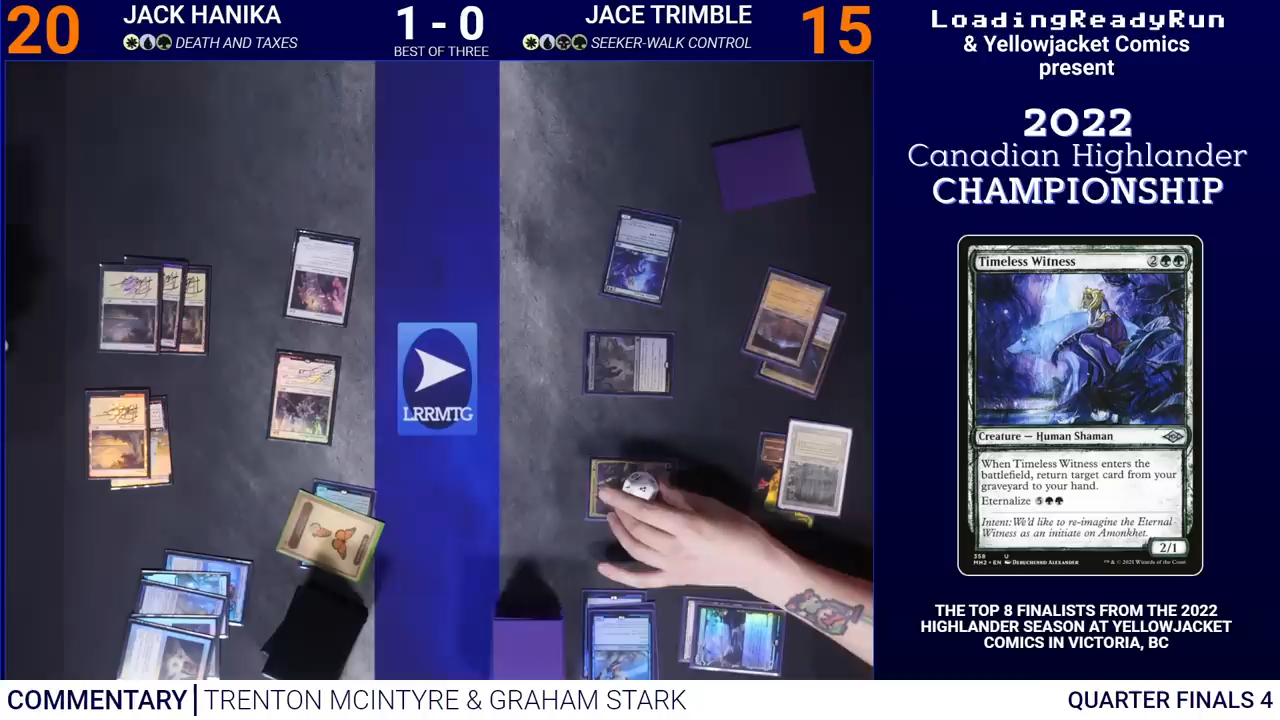 20
JACK HANIKA
DEATH AND TAXES
1 - 0
BEST OF THREE
JACE TRIMBLE
SEEKER-WALK CONTROL
15
LoadingReadyRun
& Yellowjacket Comics
present
2022
Canadian Highlander
CHAMPIONSHIP
LRRMTG
Timeless Witness 2
Creature — Human Shaman
When Timeless Witness enters the
battlefield, return target card from your
graveyard to your hand.
Eternalize 5
Intent: We'd like to re-imagine the Eternal
Witness as an initiate on Amonkhet.
2/1
THE TOP 8 FINALISTS FROM THE 2022
HIGHLANDER SEASON AT YELLOWJACKET
COMICS IN VICTORIA, BC
COMMENTARY | TRENTON MCINTYRE & GRAHAM STARK
QUARTER FINALS 4